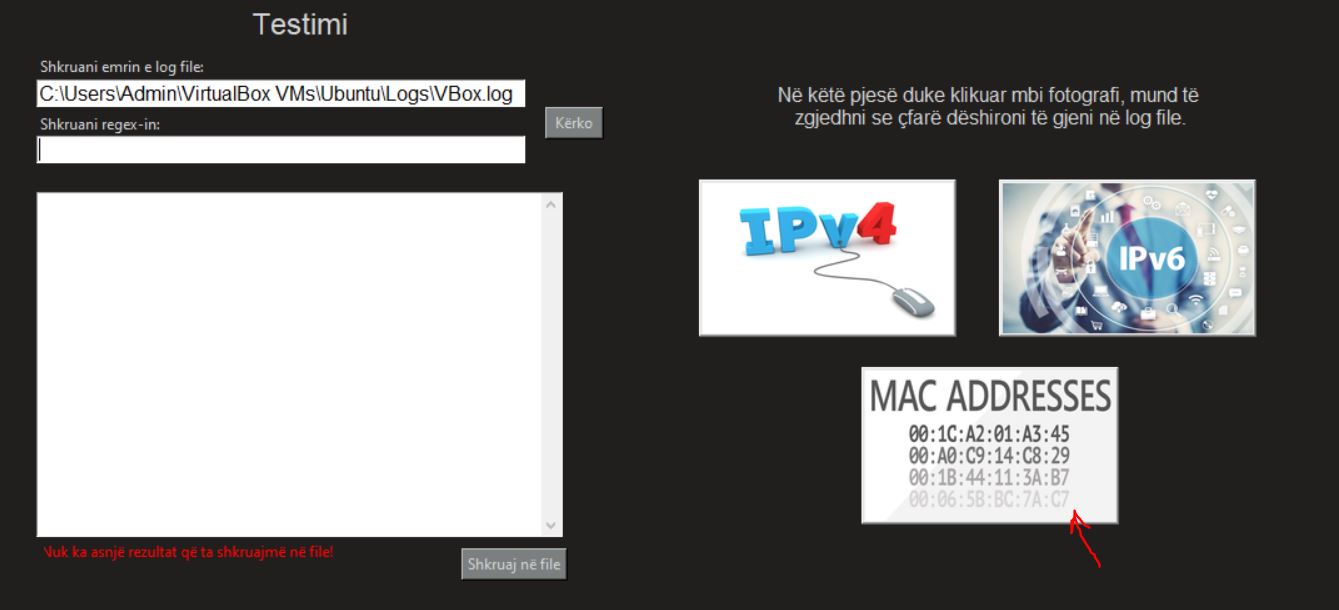 Testimi
Shkruani emrin e log file:
C:\Users\Admin\VirtualBox VMs\Ubuntu\Logs\VBox.log
Shkruani regex-in:
Kërko
Nuk ka asnjë rezultat që ta shkruajmë në file!
Shkruaj në file
Në këtë pjesë duke klikuar mbi fotografi, mund të
zgjedhni se çfarë dëshironi të gjeni në log file.
IPv4
IPv6
MAC ADDRESSES
00:1C:A2:01:A3:45
00:A0:C9:14:C8:29
00:1B:44:11:3A:B7
00:06:5B:BC:7A:C7